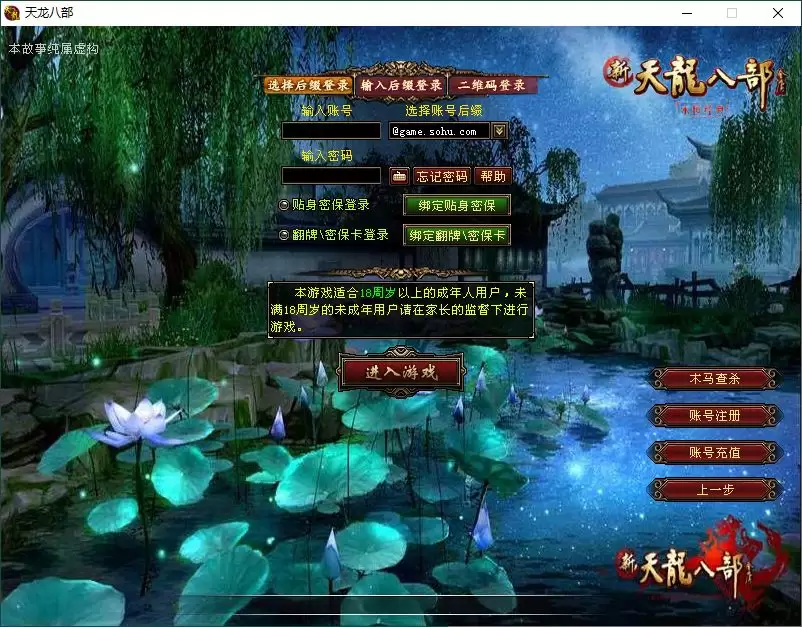 天龙八部
本故事纯属虚构
新天龍八部
选择后缀登录 输入后缀登录 二维码登录
输入账号 选择账号后缀
@game.sohu.com
输入密码
忘记密码 帮助
贴身密保登录 绑定贴身密保
翻牌\密保卡登录 绑定翻牌\密保卡
本游戏适合18周岁以上的成年人用户，未
满18周岁的未成年用户请在家长的监督下进行
游戏。
进入游戏
木马查杀
账号注册
账号充值
上一步
新天龍八部